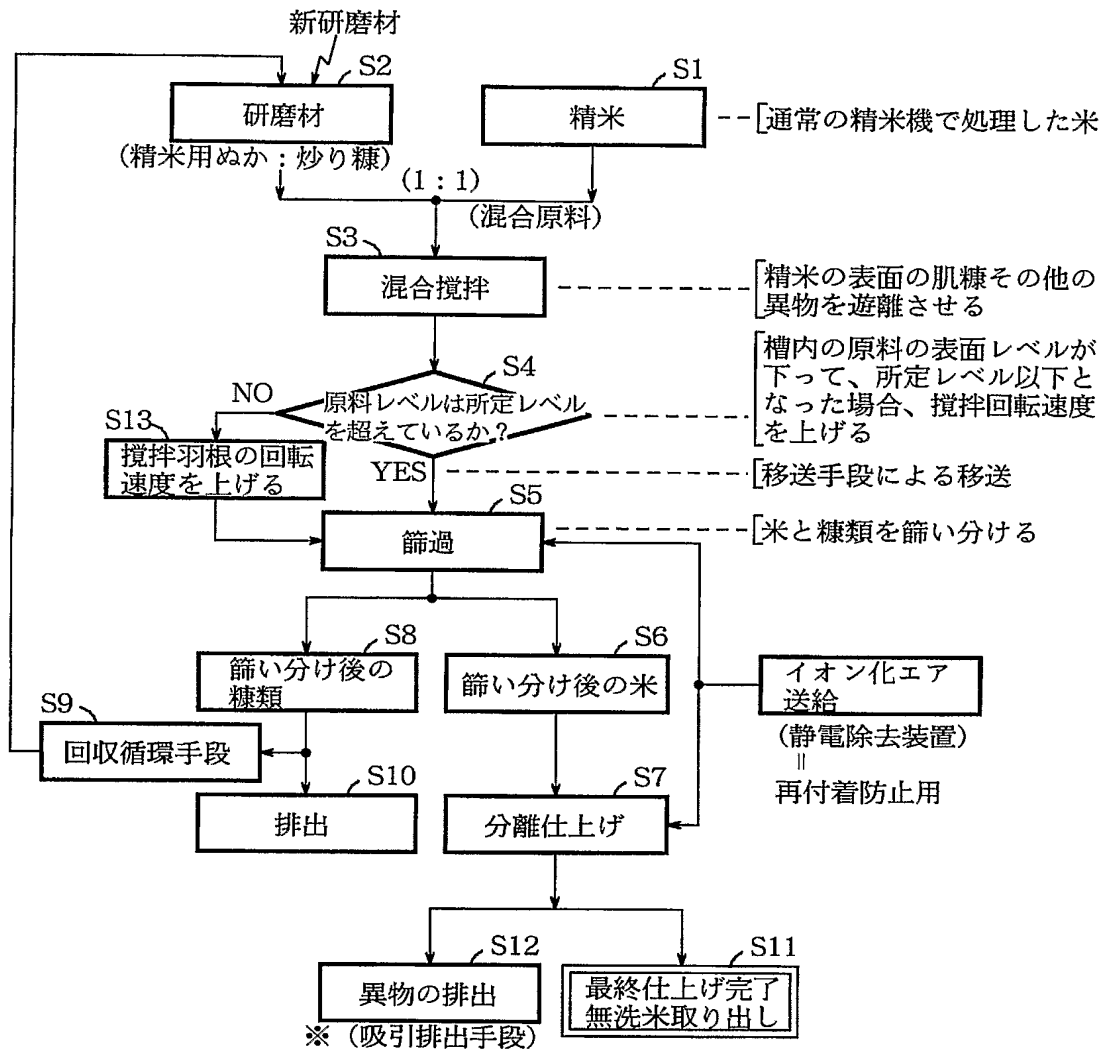 新研磨材
S2
研磨材
(精米用ぬか：炒り糠)
S1
精米
通常の精米機で処理した米
(1：1)
(混合原料)
S3
混合撹拌
精米の表面の肌糠その他の
異物を遊離させる
S4
原料レベルは所定レベル
を超えているか？
NO
YES
槽内の原料の表面レベルが
下って、所定レベル以下と
なった場合、撹拌回転速度
を上げる
S13
撹拌羽根の回転
速度を上げる
移送手段による移送
S5
篩過
米と糠類を篩い分ける
S8
篩い分け後の
糠類
S6
篩い分け後の米
イオン化エア
送給
(静電除去装置)
॥
再付着防止用
S9
回収循環手段
S10
排出
S7
分離仕上げ
S12
異物の排出
※（吸引排出手段）
S11
最終仕上げ完了
無洗米取り出し